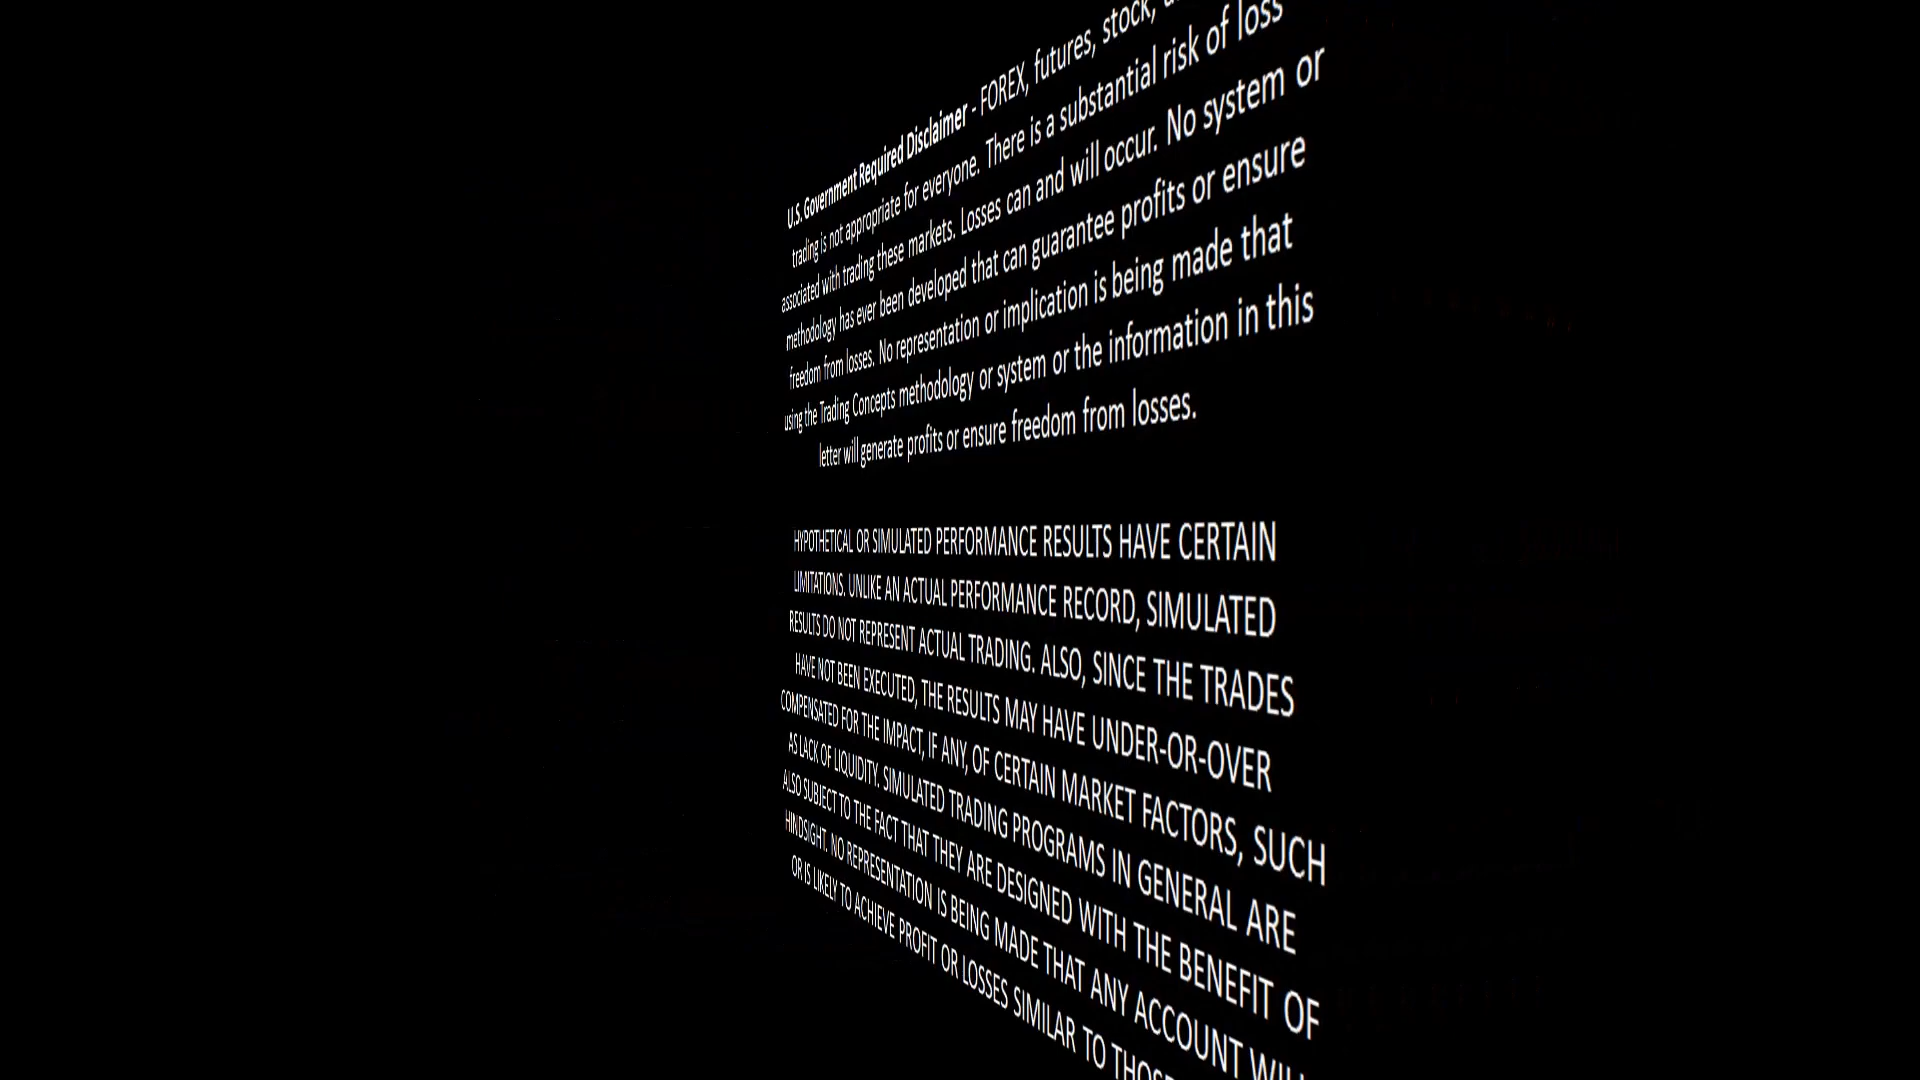 U.S. Government Required Disclaimer - FOREX, futures, stock,
trading is not appropriate for everyone. There is a substantial risk of loss
associated with trading these markets. Losses can and will occur. No system or
methodology has ever been developed that can guarantee profits or ensure
freedom from losses. No representation or implication is being made that
using the Trading Concepts methodology or system or the information in this
letter will generate profits or ensure freedom from losses.
HYPOTHETICAL OR SIMULATED PERFORMANCE RESULTS HAVE CERTAIN
LIMITATIONS. UNLIKE AN ACTUAL PERFORMANCE RECORD, SIMULATED
RESULTS DO NOT REPRESENT ACTUAL TRADING. ALSO, SINCE THE TRADES
HAVE NOT BEEN EXECUTED, THE RESULTS MAY HAVE UNDER-OR-OVER
COMPENSATED FOR THE IMPACT, IF ANY, OF CERTAIN MARKET FACTORS, SUCH
AS LACK OF LIQUIDITY. SIMULATED TRADING PROGRAMS IN GENERAL ARE
ALSO SUBJECT TO THE FACT THAT THEY ARE DESIGNED WITH THE BENEFIT OF
HINDSIGHT. NO REPRESENTATION IS BEING MADE THAT ANY ACCOUNT WILL
OR IS LIKELY TO ACHIEVE PROFIT OR LOSSES SIMILAR TO THOSE